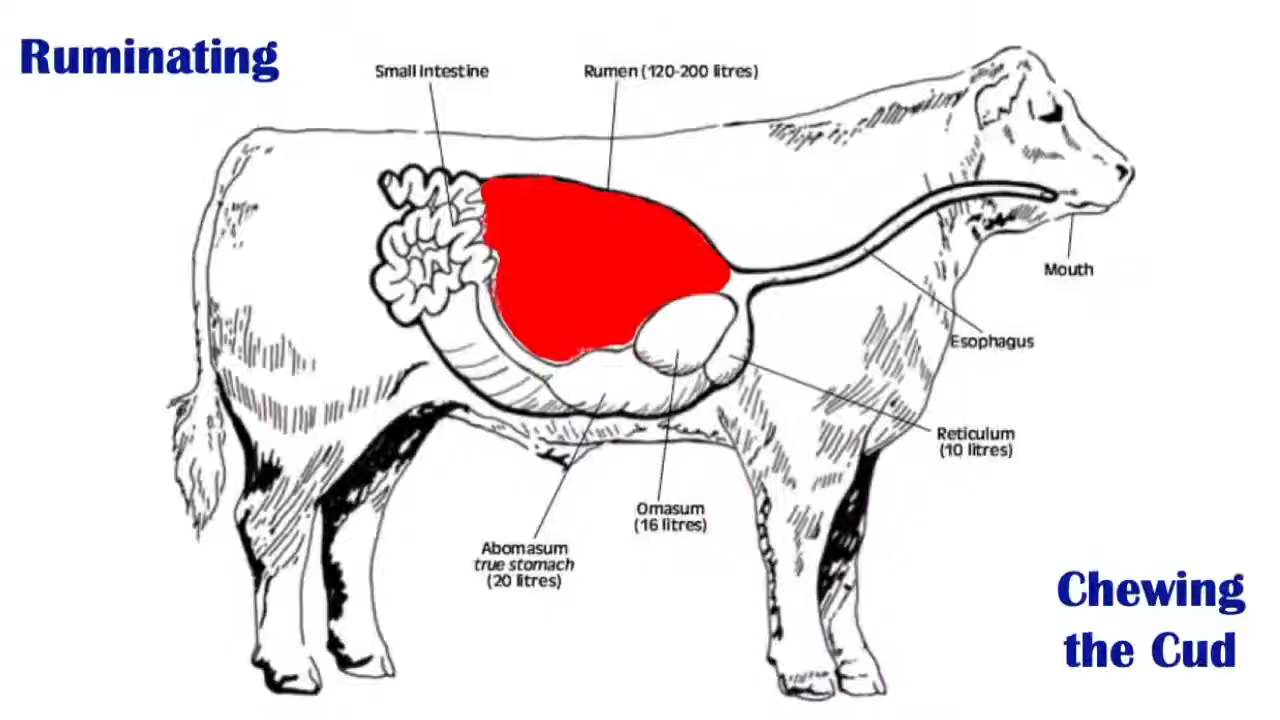 Ruminating
Small Intestine
Rumen (120-200 litres)
Mouth
Esophagus
Reticulum
(10 litres)
Omasum
(16 litres)
Abomasum
true stomach
(20 litres)
Chewing
the Cud